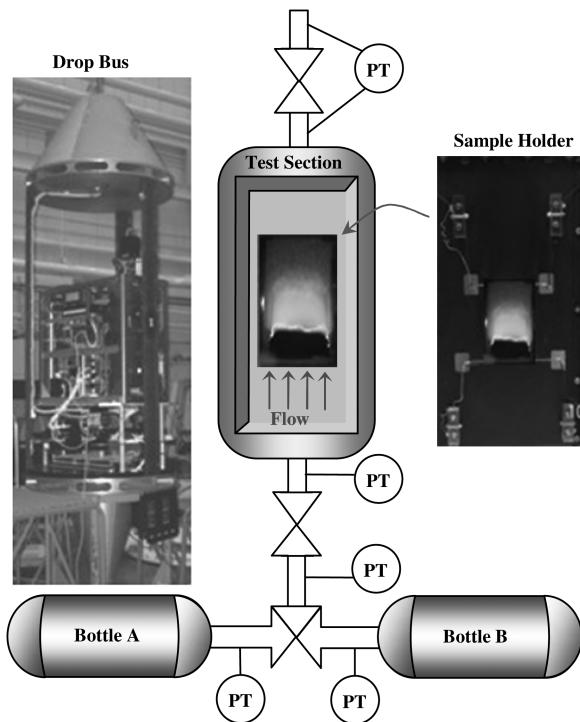 Drop Bus
PT
Test Section
Sample Holder
Flow
PT
PT
Bottle A
Bottle B
PT
PT